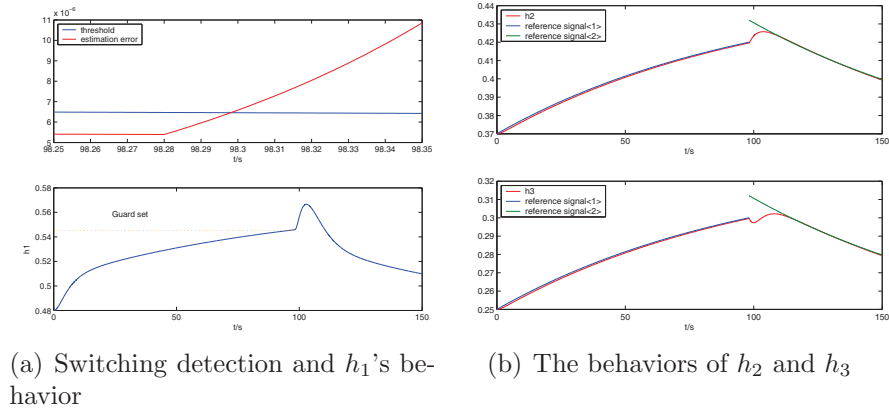 x 10⁻⁶
11
10
9
8
7
6
5
threshold
estimation error
98.25 98.26 98.27 98.28 98.29 98.3 98.31 98.32 98.33 98.34 98.35
t/s
0.58
0.56
0.54
0.52
0.5
0.48
h1
Guard set
0 50 100 150
t/s
(a) Switching detection and h₁'s be-
havior
0.44
0.43
0.42
0.41
0.4
0.39
0.38
0.37
h2
reference signal<1>
reference signal<2>
0 50 100 150
t/s
0.32
0.31
0.3
0.29
0.28
0.27
0.26
0.25
h3
reference signal<1>
reference signal<2>
0 50 100 150
t/s
(b) The behaviors of h₂ and h₃